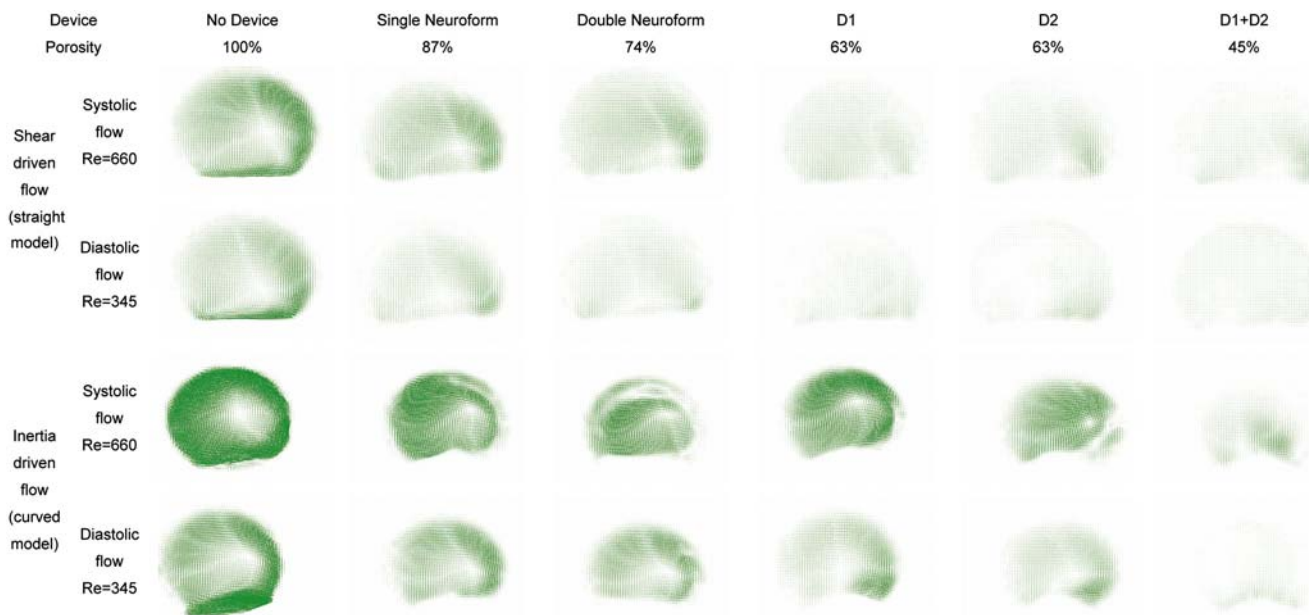 Device No Device Single Neuroform Double Neuroform D1 D2 D1+D2
Porosity 100% 87% 74% 63% 63% 45%
Shear
driven
flow
(straight
model)
Systolic
flow
Re=660
Diastolic
flow
Re=345
Inertia
driven
flow
(curved
model)
Systolic
flow
Re=660
Diastolic
flow
Re=345